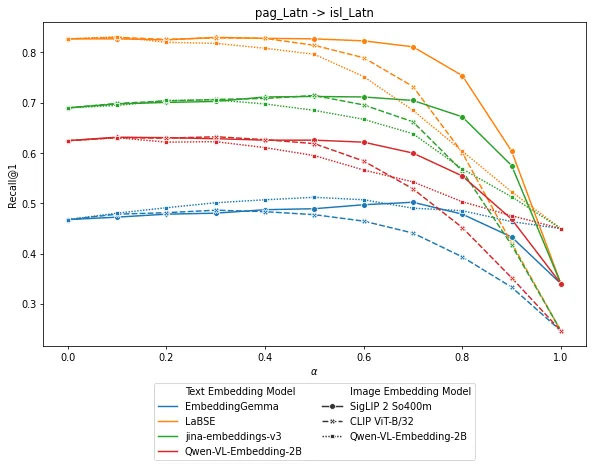 pag_Latn -> isl_Latn
Recall@1
0.8
0.7
0.6
0.5
0.4
0.3
0.0
0.2
0.4
0.6
0.8
1.0
α
Text Embedding Model
EmbeddingGemma
LaBSE
jina-embeddings-v3
Qwen-VL-Embedding-2B
Image Embedding Model
SigLIP 2 So400m
CLIP ViT-B/32
Qwen-VL-Embedding-2B